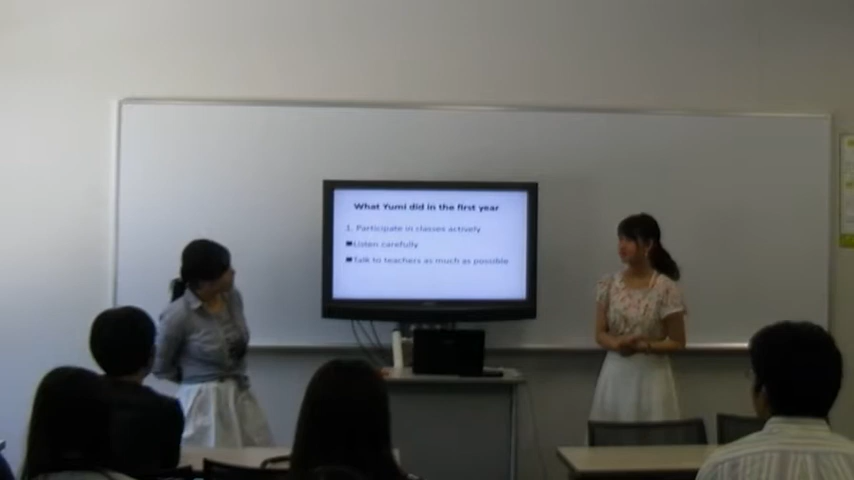 What Yumi did in the first year
1. Participate in classes actively
■Listen carefully
■Talk to teachers as much as possible